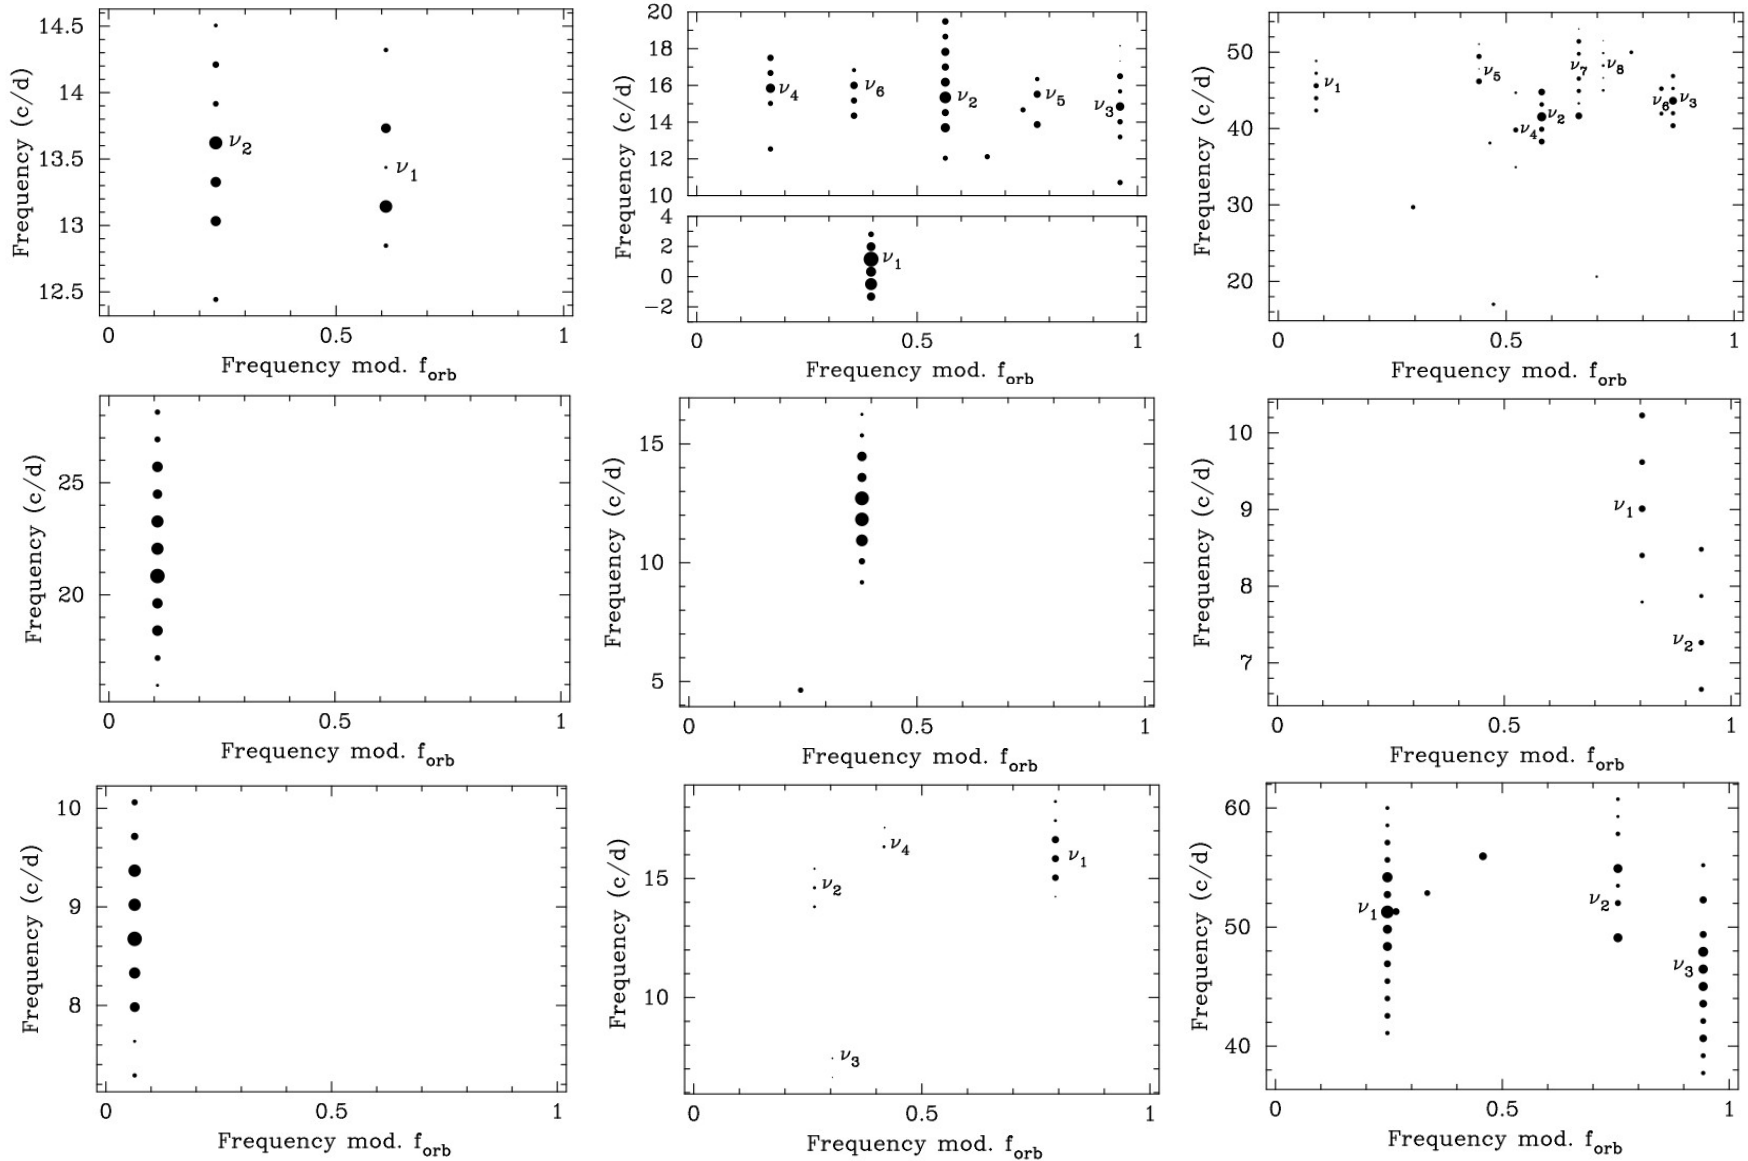 Frequency (c/d)
14.5
14
13.5
13
12.5
ν2
ν1
0 0.5 1
Frequency mod. forb
Frequency (c/d)
20
18
16
14
12
10
ν4
ν6
ν2
ν5
ν3
4
2
0
−2
ν1
0 0.5 1
Frequency mod. forb
Frequency (c/d)
50
40
30
20
ν1
ν5
ν7
ν8
ν4
ν2
ν6
ν3
0 0.5 1
Frequency mod. forb
Frequency (c/d)
25
20
0 0.5 1
Frequency mod. forb
Frequency (c/d)
15
10
5
0 0.5 1
Frequency mod. forb
Frequency (c/d)
10
9
8
7
ν1
ν2
0 0.5 1
Frequency mod. forb
Frequency (c/d)
10
9
8
0 0.5 1
Frequency mod. forb
Frequency (c/d)
15
10
ν4
ν1
ν2
ν3
0 0.5 1
Frequency mod. forb
Frequency (c/d)
60
50
40
ν1
ν2
ν3
0 0.5 1
Frequency mod. forb